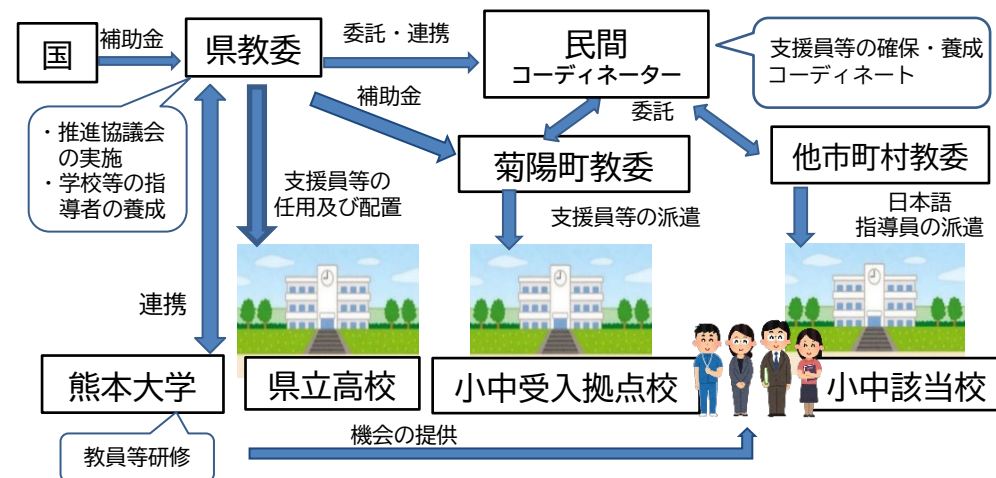 国
補助金
県教委
委託・連携
民間
コーディネーター
支援員等の確保・養成
コーディネート
・推進協議会
の実施
・学校等の指
導者の養成
補助金
委託
菊陽町教委
他市町村教委
支援員等の
任用及び配置
支援員等の派遣
日本語
指導員の派遣
連携
熊本大学
県立高校
小中受入拠点校
小中該当校
教員等研修
機会の提供